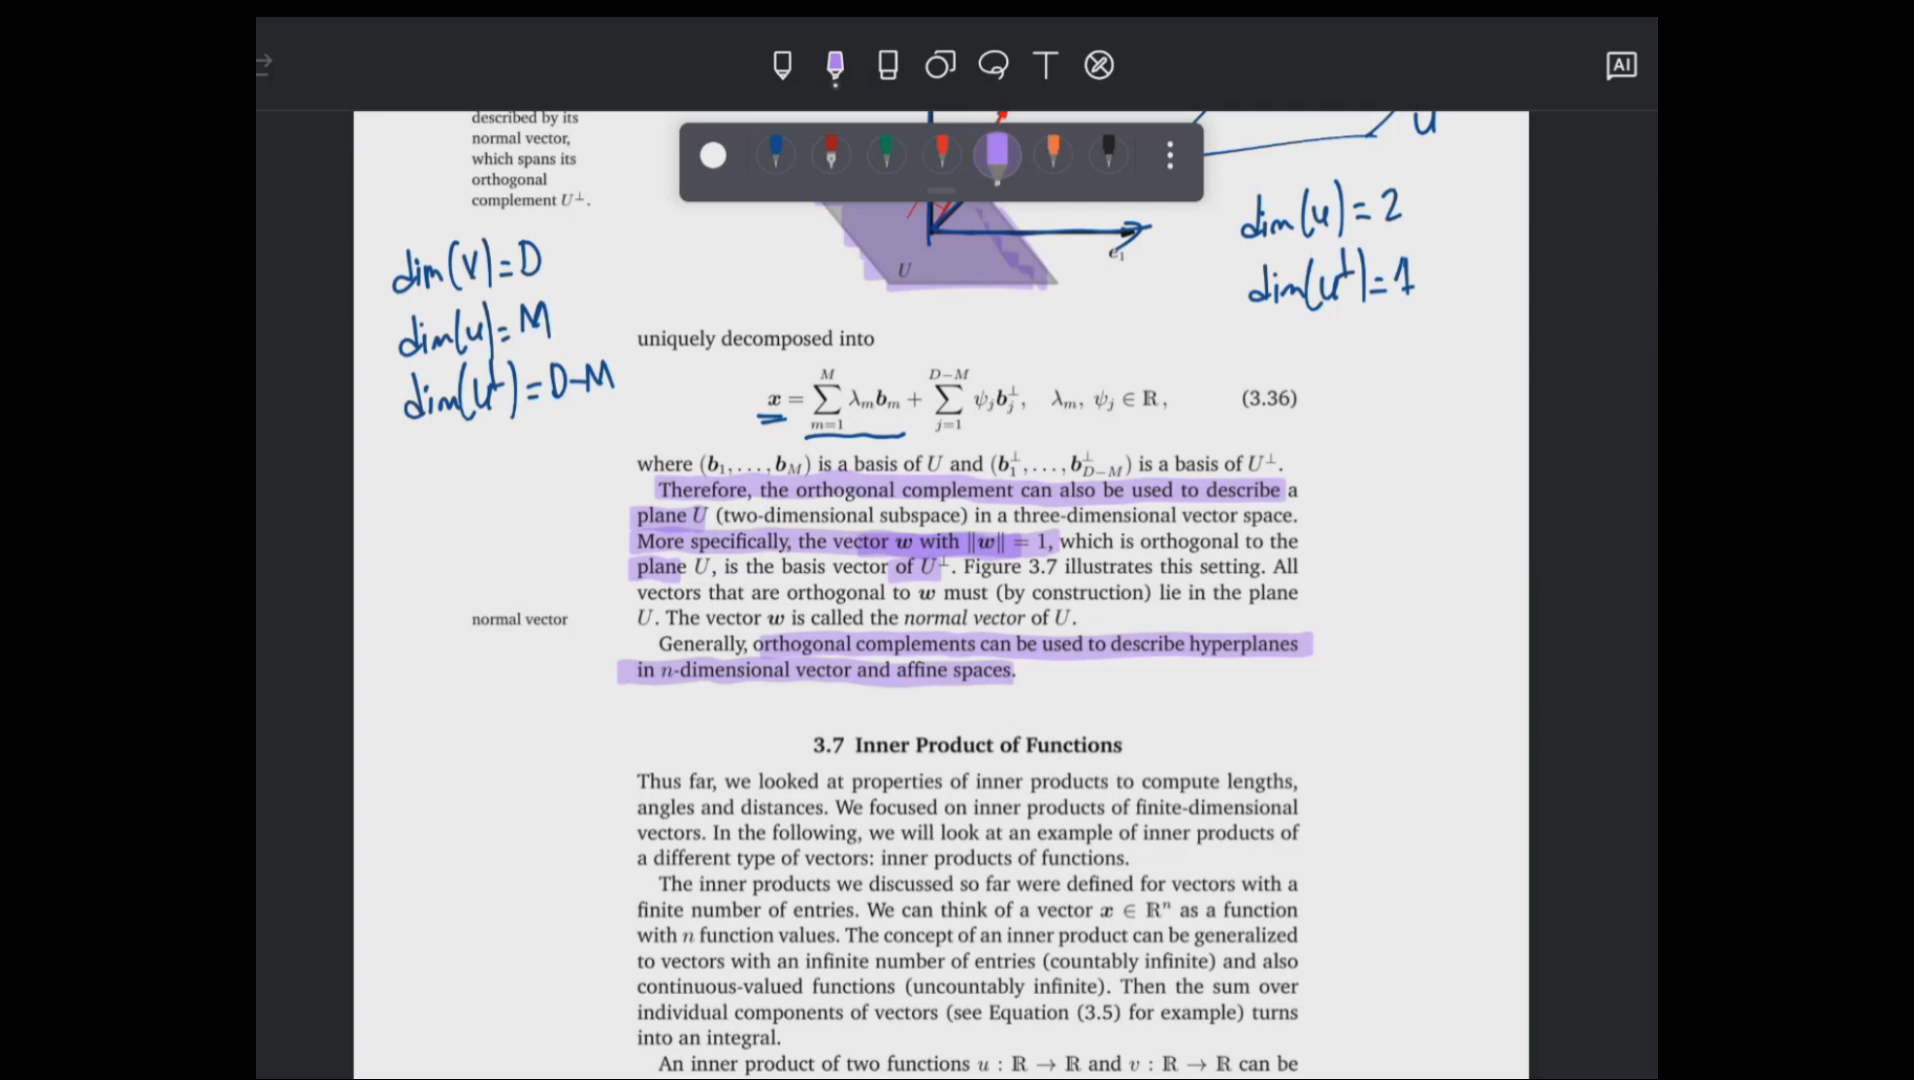 AI
described by its
normal vector,
which spans its
orthogonal
complement U⊥.
U
e1
U
dim(u)=2
dim(u⊥)=1
dim(V)=D
dim(u)=M
dim(U⊥)=D-M
uniquely decomposed into
x = ∑_{m=1}^{M} λ_m b_m + ∑_{j=1}^{D−M} ψ_j b_j^⊥, λ_m, ψ_j ∈ ℝ, (3.36)
where (b_1, . . . , b_M) is a basis of U and (b_1^⊥, . . . , b_{D−M}^⊥) is a basis of U^⊥.
Therefore, the orthogonal complement can also be used to describe a
plane U (two-dimensional subspace) in a three-dimensional vector space.
More specifically, the vector w with ‖w‖ = 1, which is orthogonal to the
plane U, is the basis vector of U^⊥. Figure 3.7 illustrates this setting. All
vectors that are orthogonal to w must (by construction) lie in the plane
normal vector
U. The vector w is called the normal vector of U.
Generally, orthogonal complements can be used to describe hyperplanes
in n-dimensional vector and affine spaces.
3.7 Inner Product of Functions
Thus far, we looked at properties of inner products to compute lengths,
angles and distances. We focused on inner products of finite-dimensional
vectors. In the following, we will look at an example of inner products of
a different type of vectors: inner products of functions.
The inner products we discussed so far were defined for vectors with a
finite number of entries. We can think of a vector x ∈ ℝ^n as a function
with n function values. The concept of an inner product can be generalized
to vectors with an infinite number of entries (countably infinite) and also
continuous-valued functions (uncountably infinite). Then the sum over
individual components of vectors (see Equation (3.5) for example) turns
into an integral.
An inner product of two functions u : ℝ → ℝ and v : ℝ → ℝ can be